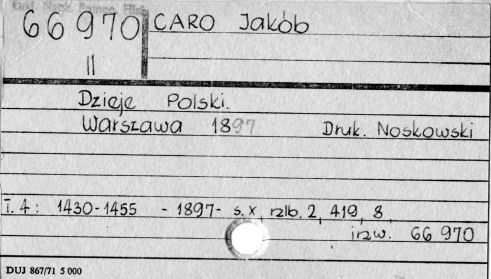 66 970 CARO Jakób
II
Dzieje Polski.
Warszawa 1897 Druk. Noskowski
T. 4: 1430-1455 - 1897- s. X, nlb. 2, 419, 8
inw. 66 970
DUJ 867/71 5 000